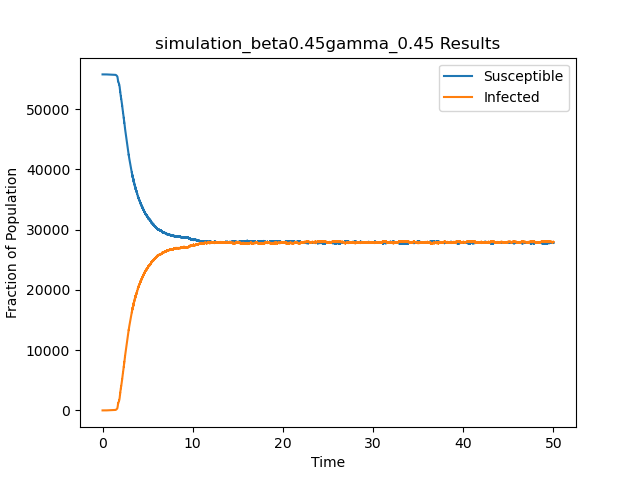 simulation_beta0.45gamma_0.45 Results
Susceptible
Infected
Fraction of Population
50000
40000
30000
20000
10000
0
0 10 20 30 40 50
Time